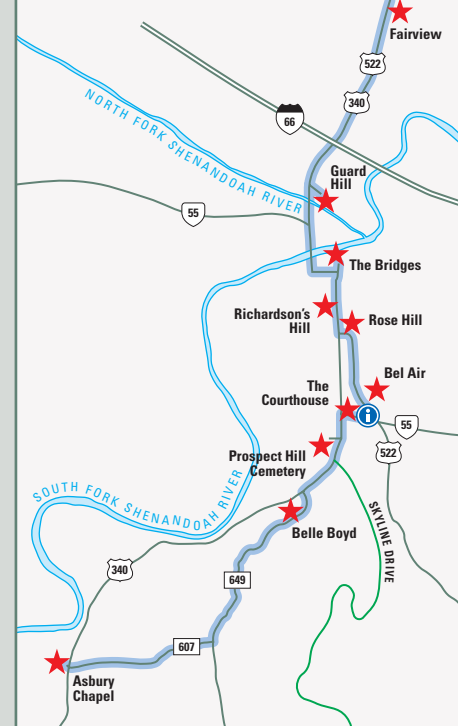 Fairview
522
340
66
NORTH FORK SHENANDOAH RIVER
Guard
Hill
55
The Bridges
Richardson's
Hill
Rose Hill
Bel Air
The
Courthouse
i
55
522
Prospect Hill
Cemetery
SOUTH FORK SHENANDOAH RIVER
SKYLINE DRIVE
Belle Boyd
340
649
607
Asbury
Chapel